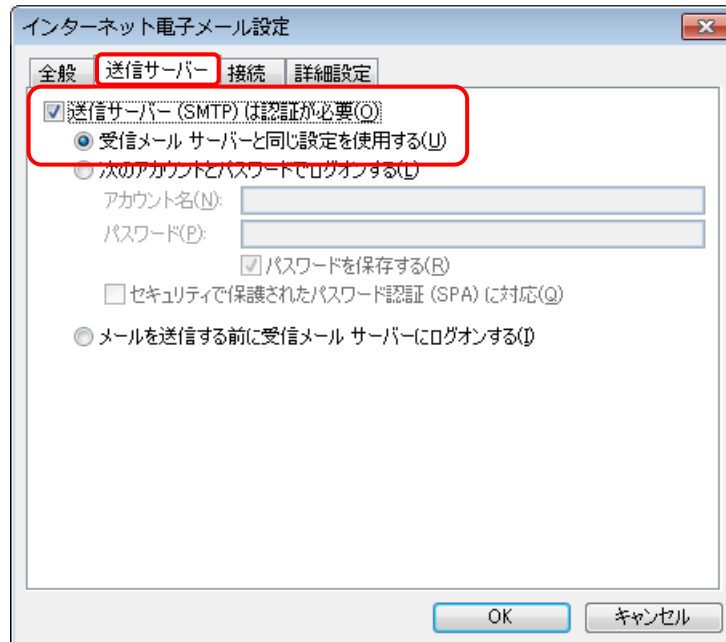 インターネット電子メール設定
全般 送信サーバー 接続 詳細設定
送信サーバー (SMTP) は認証が必要(O)
受信メール サーバーと同じ設定を使用する(U)
次のアカウントとパスワードでログオンする(L)
アカウント名(N):
パスワード(P):
パスワードを保存する(R)
セキュリティで保護されたパスワード認証 (SPA) に対応(Q)
メールを送信する前に受信メール サーバーにログオンする(I)
OK キャンセル